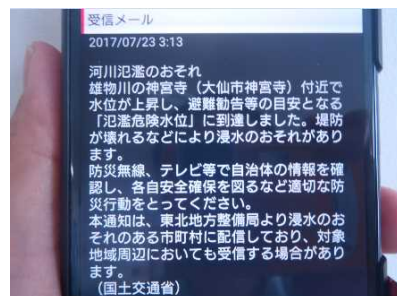 受信メール
2017/07/23 3:13
河川氾濫のおそれ
雄物川の神宮寺（大仙市神宮寺）付近で
水位が上昇し、避難勧告等の目安となる
「氾濫危険水位」に到達しました。堤防
が壊れるなどにより浸水のおそれがあり
ます。
防災無線、テレビ等で自治体の情報を確
認し、各自安全確保を図るなど適切な防
災行動をとってください。
本通知は、東北地方整備局より浸水のお
それのある市町村に配信しており、対象
地域周辺においても受信する場合があり
ます。
（国土交通省）